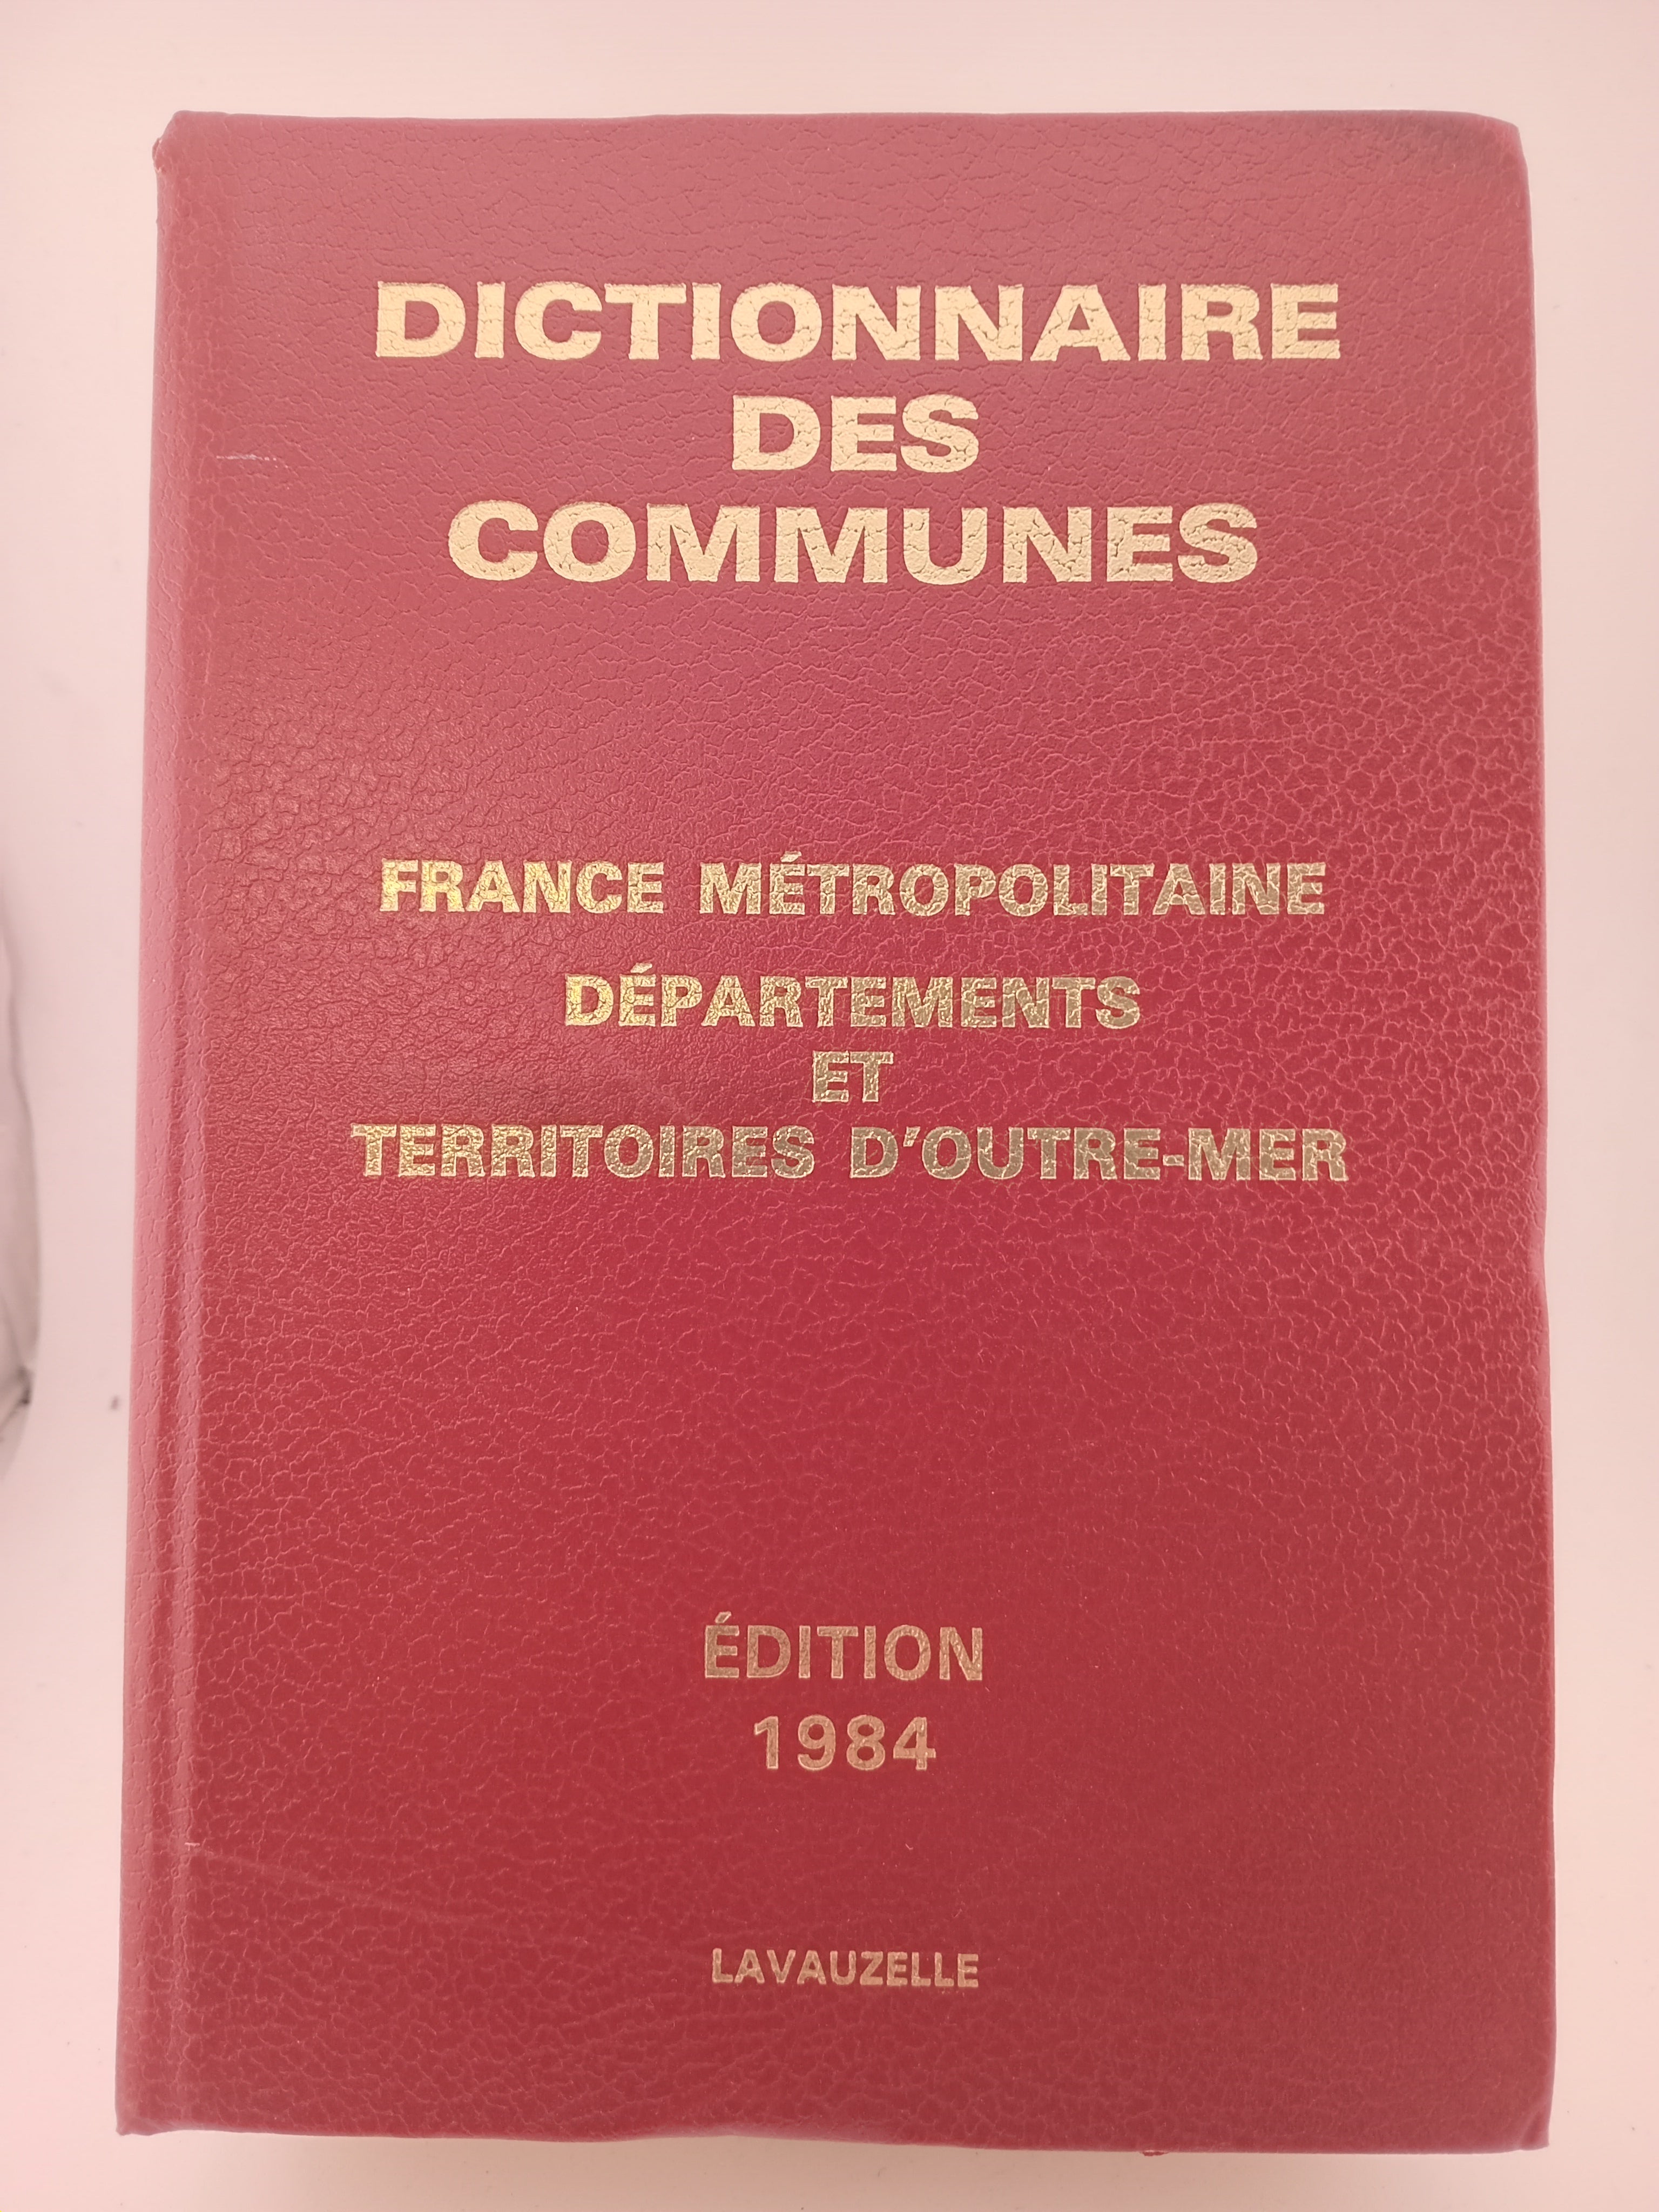 DICTIONNAIRE
DES
COMMUNES
FRANCE MÉTROPOLITAINE
DÉPARTEMENTS
ET
TERRITOIRES D'OUTRE-MER
ÉDITION
1984
LAVAUZELLE